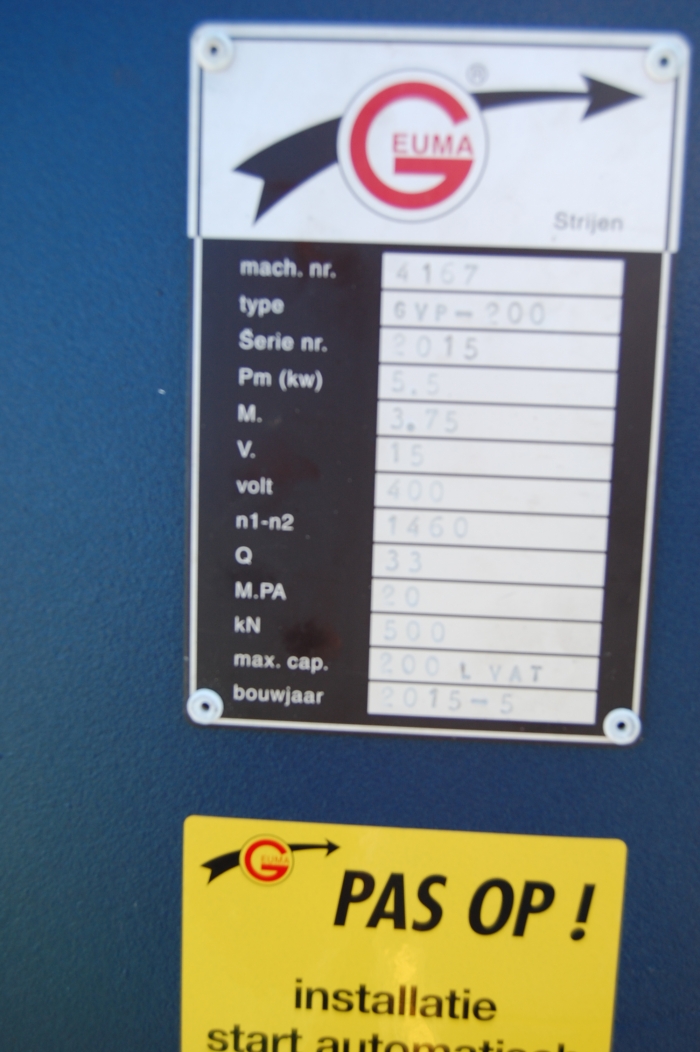 ®
GEUMA
Strijen
mach. nr. 4167
type GVP-200
Serie nr. 2015
Pm (kw) 5.5
M. 3.75
V. 15
volt 400
n1-n2 1460
Q 33
M.PA 20
kN 500
max. cap. 200 L VAT
bouwjaar 2015-5
GEUMA
PAS OP !
installatie
start